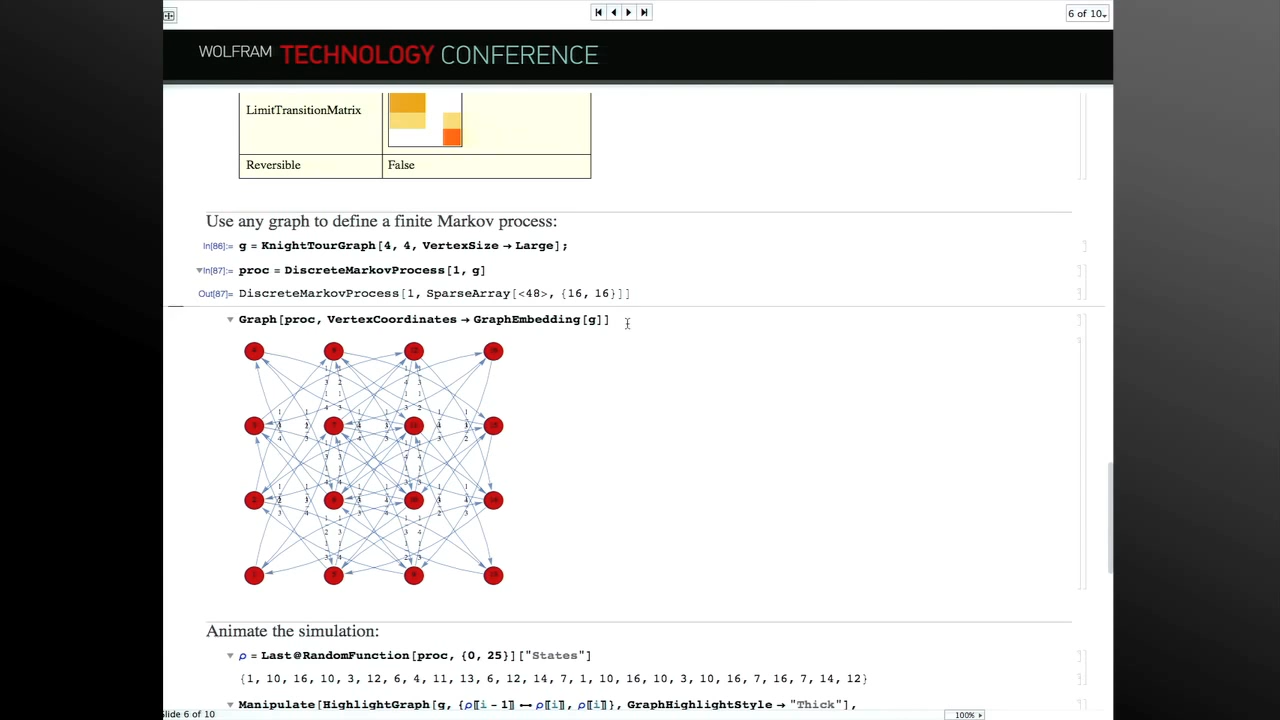 6 of 10
WOLFRAM TECHNOLOGY CONFERENCE
LimitTransitionMatrix
Reversible False
Use any graph to define a finite Markov process:
In[86]:= g = KnightTourGraph[4, 4, VertexSize → Large];
In[87]:= proc = DiscreteMarkovProcess[1, g]
Out[87]= DiscreteMarkovProcess[1, SparseArray[<48>, {16, 16}]]
Graph[proc, VertexCoordinates → GraphEmbedding[g]]
Animate the simulation:
ρ = Last@RandomFunction[proc, {0, 25}]["States"]
{1, 10, 16, 10, 3, 12, 6, 4, 11, 13, 6, 12, 14, 7, 1, 10, 16, 10, 3, 10, 16, 7, 16, 7, 14, 12}
Manipulate[HighlightGraph[g, {ρ〚i - 1〛 ↔ ρ〚i〛, ρ〚i〛}, GraphHighlightStyle → "Thick"],
Slide 6 of 10
100%